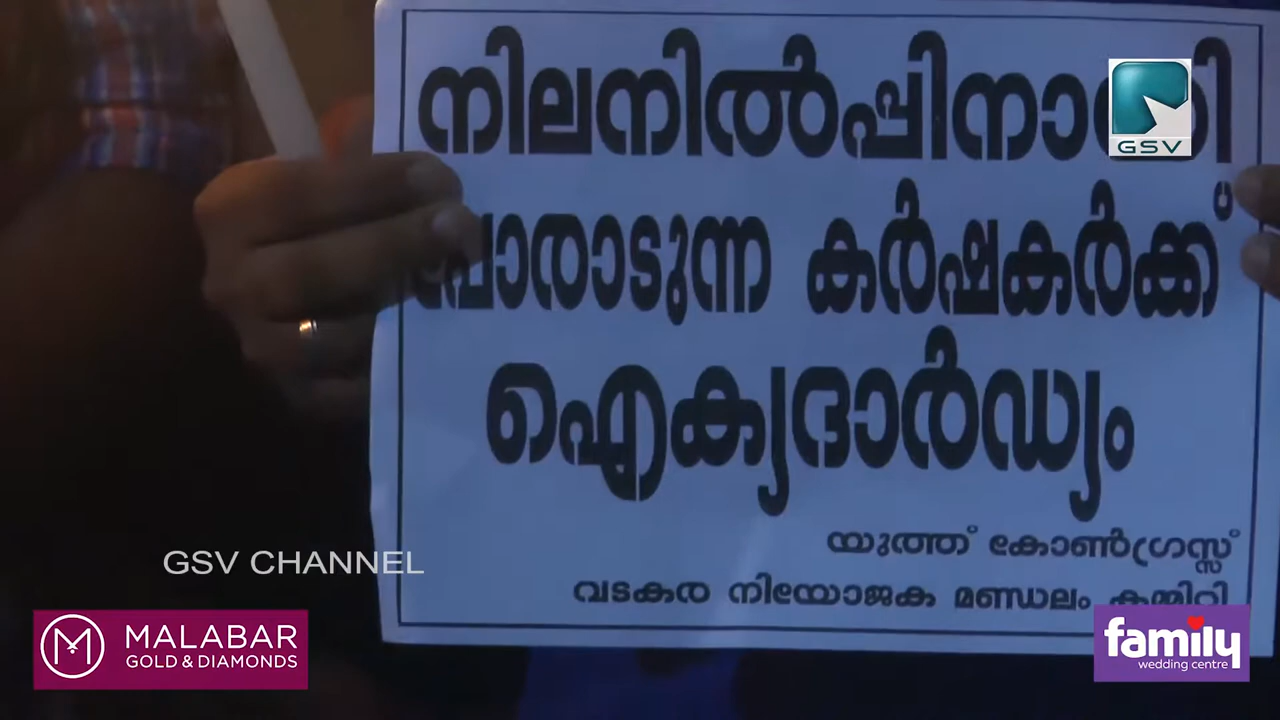 നിലനിൽപ്പിനായി
GSV
പോരാടുന്ന കർഷകർക്ക്
ഐക്യദാർഡ്യം
യുത്ത് കോൺഗ്രസ്സ്
വടകര നിയോജക മണ്ഡലം കമ്മിറ്റി
GSV CHANNEL
MALABAR
GOLD & DIAMONDS
family
wedding centre